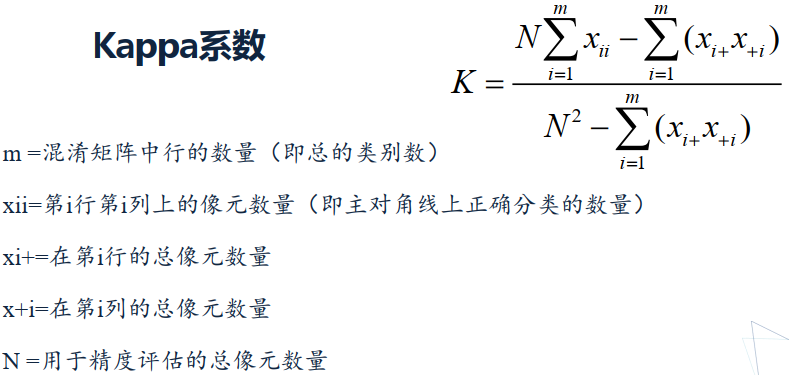 Kappa系数
K = \frac{N\sum_{i=1}^{m} x_{ii} - \sum_{i=1}^{m}(x_{i+}x_{+i})}{N^2 - \sum_{i=1}^{m}(x_{i+}x_{+i})}
m =混淆矩阵中行的数量（即总的类别数）
xii=第i行第i列上的像元数量（即主对角线上正确分类的数量）
xi+=在第i行的总像元数量
x+i=在第i列的总像元数量
N =用于精度评估的总像元数量